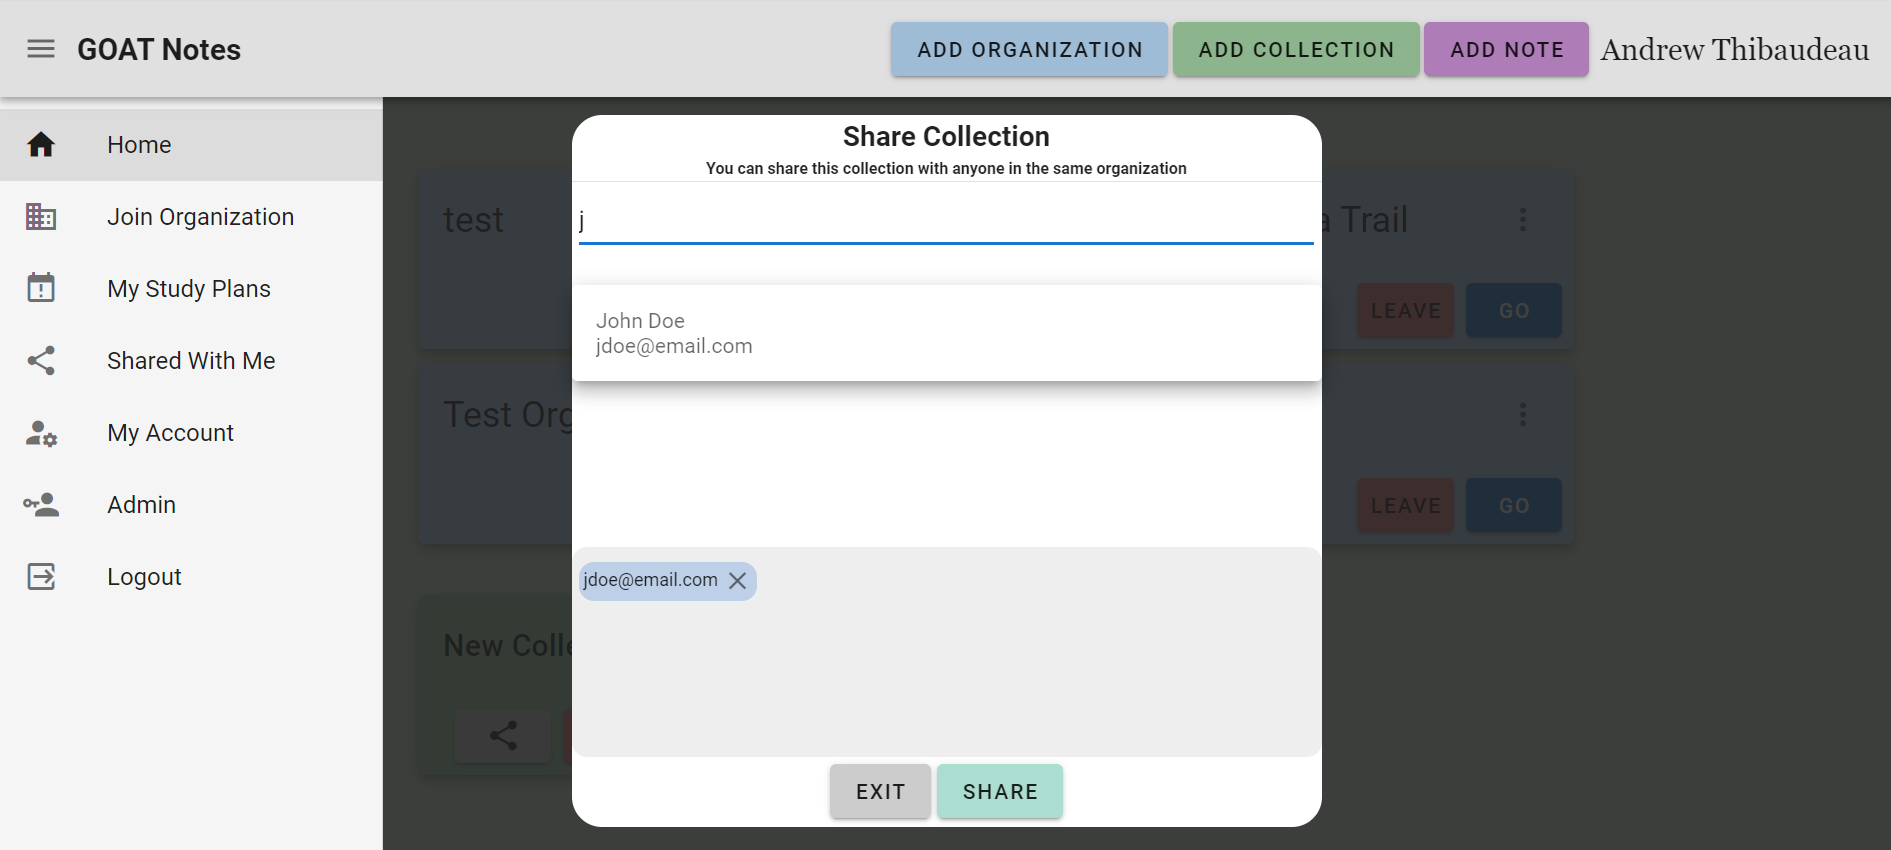 GOAT Notes
ADD ORGANIZATION
ADD COLLECTION
ADD NOTE
Andrew Thibaudeau
Home
Join Organization
My Study Plans
Shared With Me
My Account
Admin
Logout
Share Collection
You can share this collection with anyone in the same organization
j
John Doe
jdoe@email.com
jdoe@email.com
EXIT
SHARE
test
a Trail
LEAVE
GO
Test Org
LEAVE
GO
New Colle